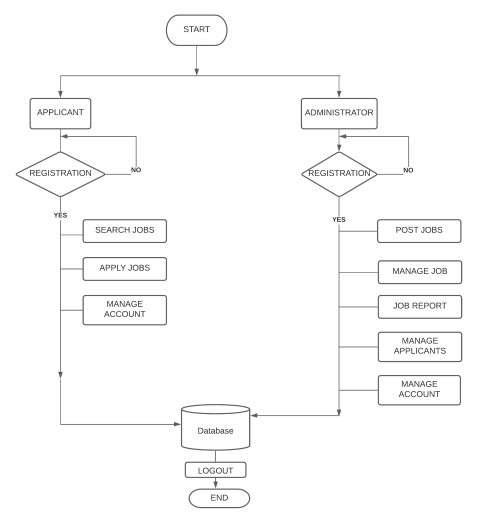 START
APPLICANT
ADMINISTRATOR
REGISTRATION
NO
REGISTRATION
NO
YES
YES
SEARCH JOBS
POST JOBS
APPLY JOBS
MANAGE JOB
MANAGE
ACCOUNT
JOB REPORT
MANAGE
APPLICANTS
MANAGE
ACCOUNT
Database
LOGOUT
END